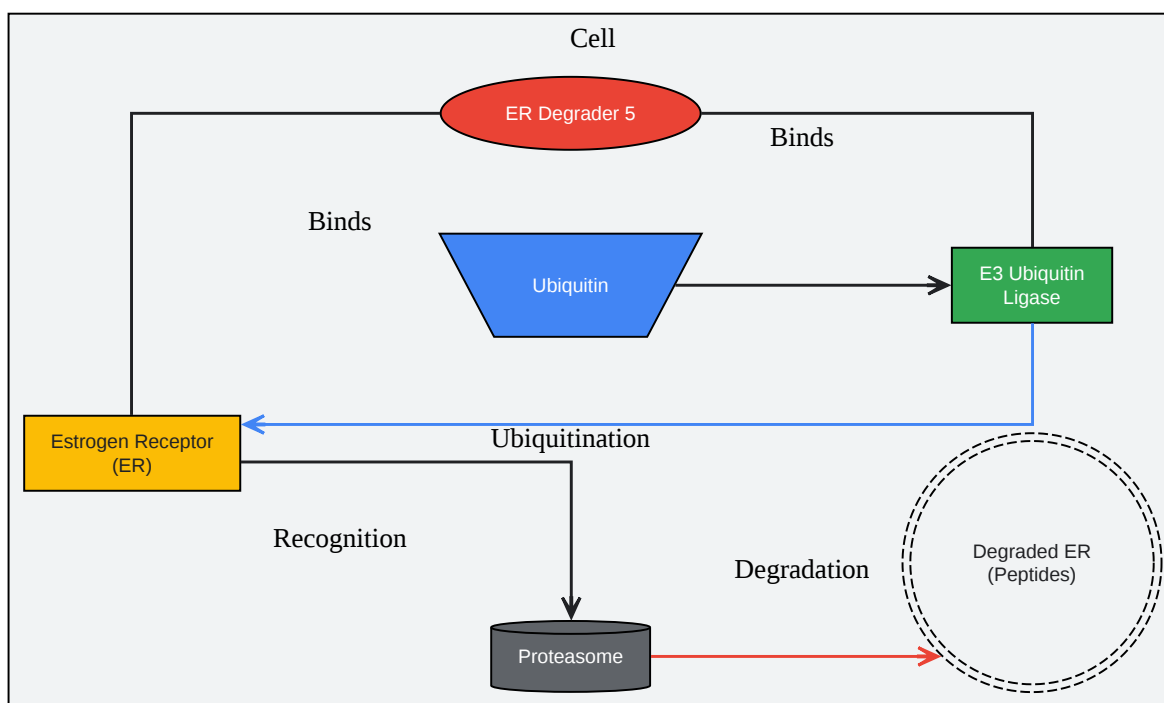 Cell
ER Degrader 5
Binds
Binds
Ubiquitin
E3 Ubiquitin
Ligase
Estrogen Receptor
(ER)
Ubiquitination
Recognition
Degradation
Degraded ER
(Peptides)
Proteasome